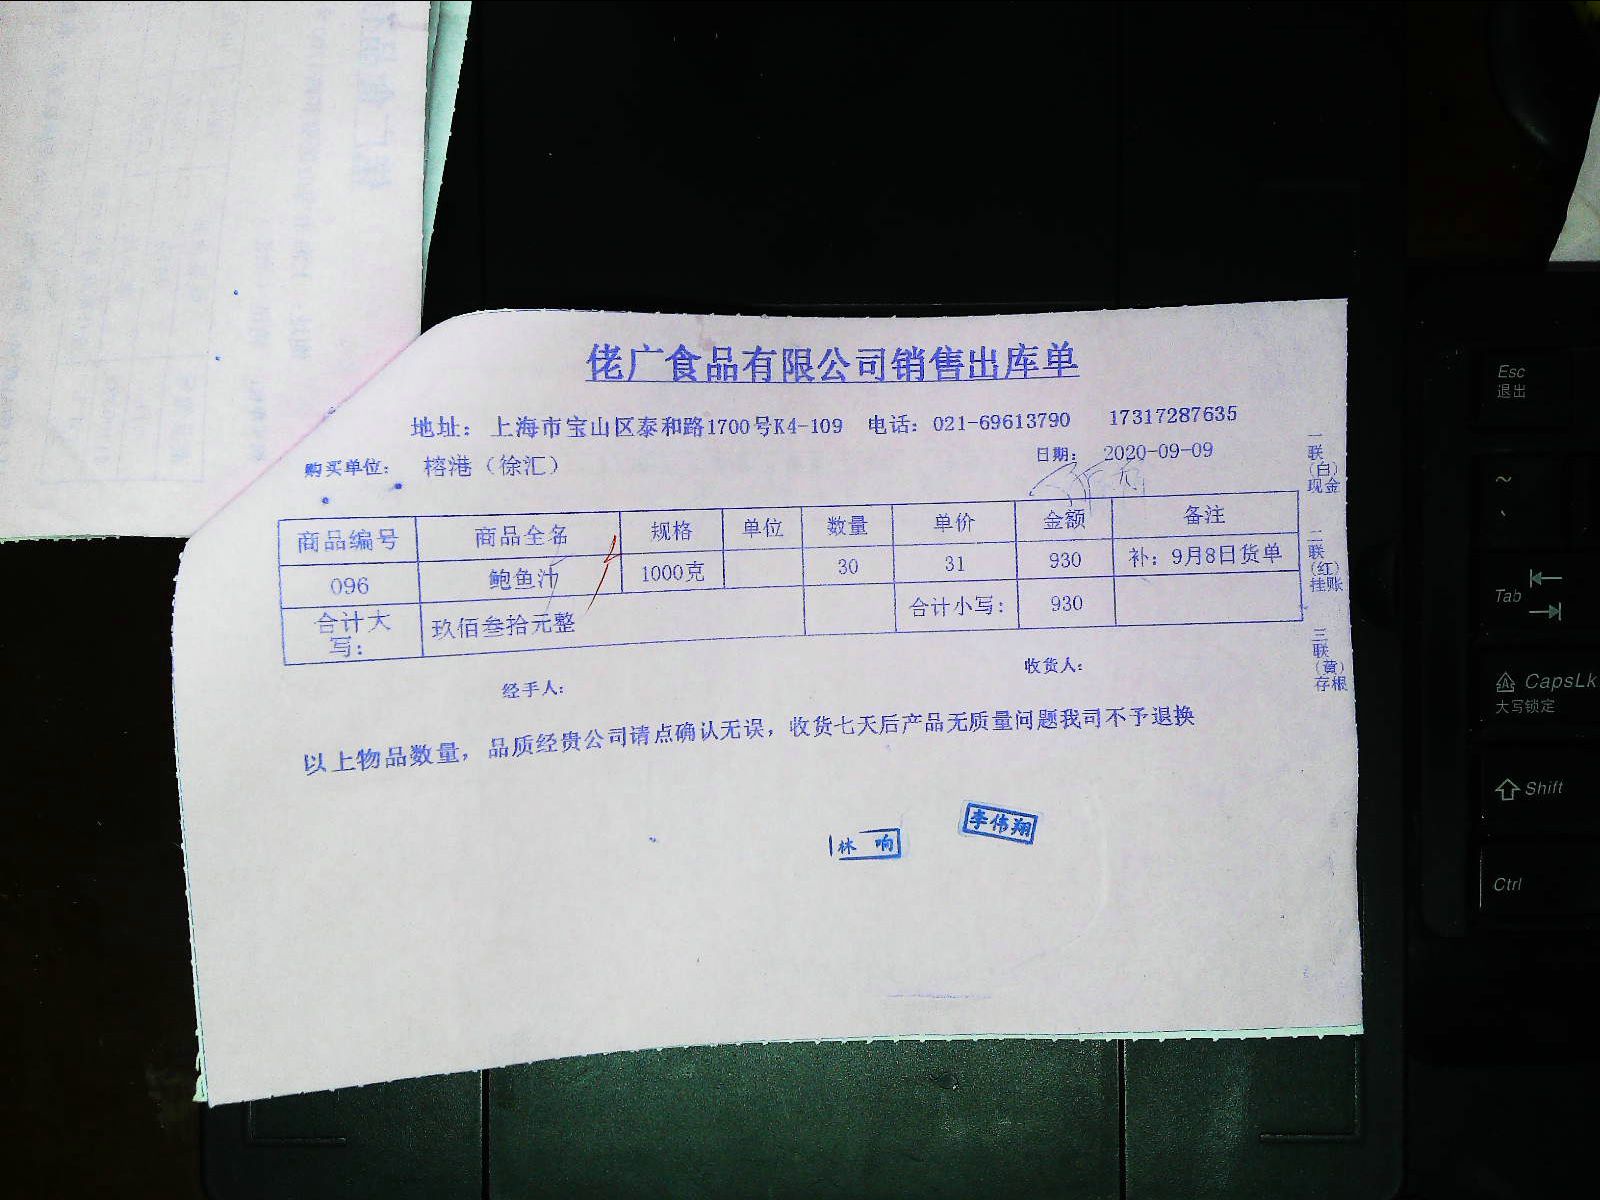 佬广食品有限公司销售出库单
地址：上海市宝山区泰和路1700号K4-109 电话：021-69613790 17317287635
购买单位： 榕港（徐汇） 日期： 2020-09-09
商品编号 商品全名 规格 单位 数量 单价 金额 备注
096 鲍鱼汁 1000克 30 31 930 补：9月8日货单
合计大写： 玖佰叁拾元整 合计小写： 930
经手人： 收货人：
以上物品数量，品质经贵公司请点确认无误，收货七天后产品无质量问题我司不予退换
林响
李伟翔
一联（白）现金
二联（红）挂账
三联（黄）存根
Esc
退出
~
Tab
CapsLk
大写锁定
Shift
Ctrl